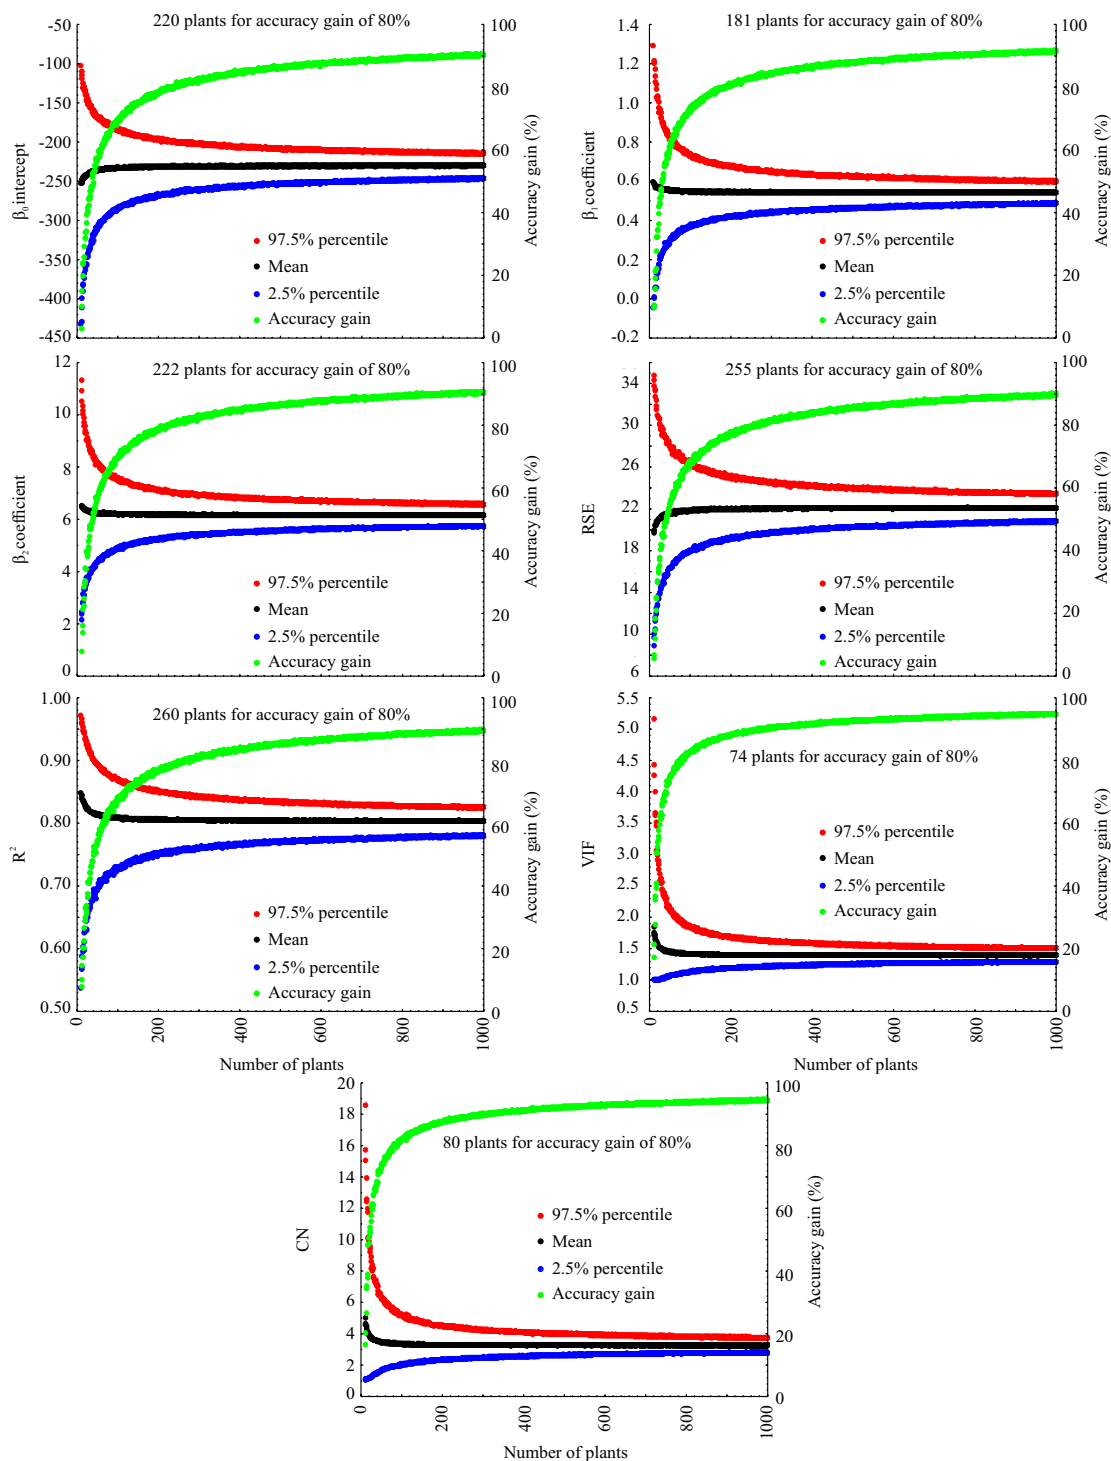 220 plants for accuracy gain of 80%
-50
-100
-150
-200
-250
-300
-350
-400
-450
β0 intercept
100
80
60
40
20
0
Accuracy gain (%)
97.5% percentile
Mean
2.5% percentile
Accuracy gain
181 plants for accuracy gain of 80%
1.4
1.2
1.0
0.8
0.6
0.4
0.2
0.0
-0.2
β1 coefficient
100
80
60
40
20
0
Accuracy gain (%)
97.5% percentile
Mean
2.5% percentile
Accuracy gain
222 plants for accuracy gain of 80%
12
10
8
6
4
2
0
β2 coefficient
100
80
60
40
20
0
Accuracy gain (%)
97.5% percentile
Mean
2.5% percentile
Accuracy gain
255 plants for accuracy gain of 80%
34
30
26
22
18
14
10
6
RSE
100
80
60
40
20
0
Accuracy gain (%)
97.5% percentile
Mean
2.5% percentile
Accuracy gain
260 plants for accuracy gain of 80%
1.00
0.90
0.80
0.70
0.60
0.50
R²
100
80
60
40
20
0
Accuracy gain (%)
97.5% percentile
Mean
2.5% percentile
Accuracy gain
0
200
400
600
800
1000
Number of plants
74 plants for accuracy gain of 80%
5.5
5.0
4.5
4.0
3.5
3.0
2.5
2.0
1.5
1.0
0.5
VIF
100
80
60
40
20
0
Accuracy gain (%)
97.5% percentile
Mean
2.5% percentile
Accuracy gain
0
200
400
600
800
1000
Number of plants
80 plants for accuracy gain of 80%
20
18
16
14
12
10
8
6
4
2
0
CN
100
80
60
40
20
0
Accuracy gain (%)
97.5% percentile
Mean
2.5% percentile
Accuracy gain
0
200
400
600
800
1000
Number of plants